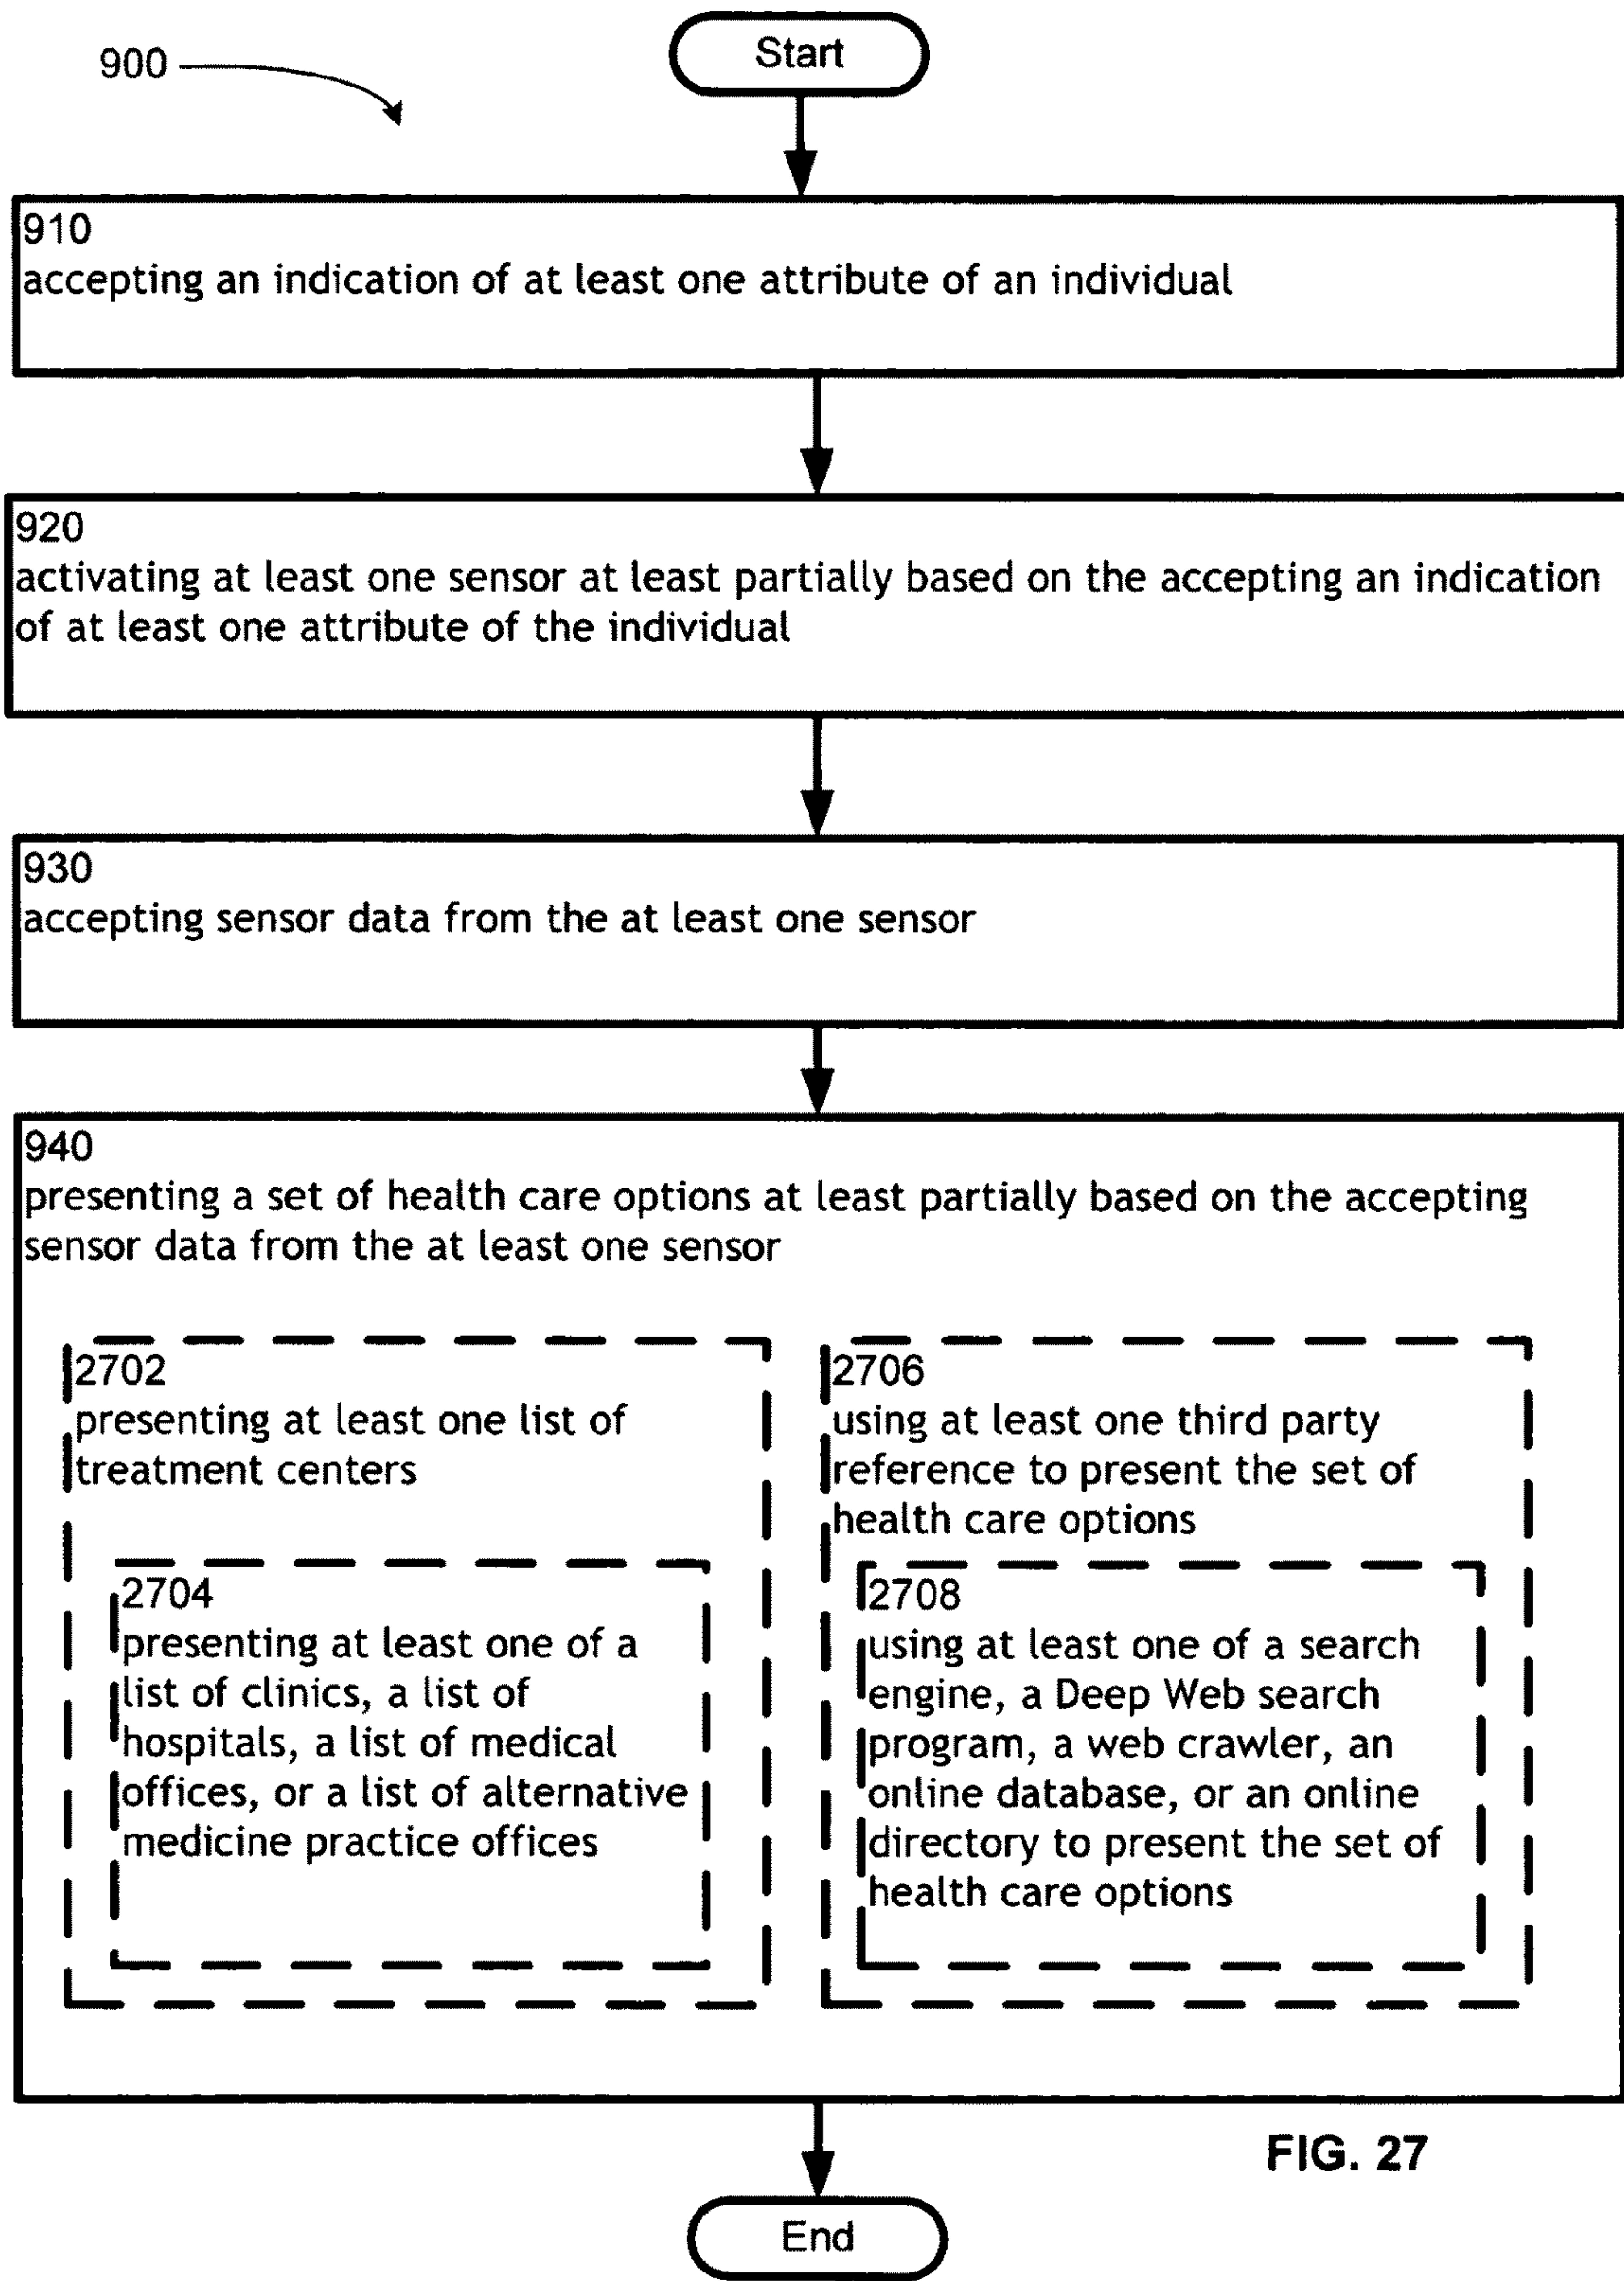 900
Start
910
accepting an indication of at least one attribute of an individual
920
activating at least one sensor at least partially based on the accepting an indication
of at least one attribute of the individual
930
accepting sensor data from the at least one sensor
940
presenting a set of health care options at least partially based on the accepting
sensor data from the at least one sensor
2702
presenting at least one list of
treatment centers
2704
presenting at least one of a
list of clinics, a list of
hospitals, a list of medical
offices, or a list of alternative
medicine practice offices
2706
using at least one third party
reference to present the set of
health care options
2708
using at least one of a search
engine, a Deep Web search
program, a web crawler, an
online database, or an online
directory to present the set of
health care options
FIG. 27
End